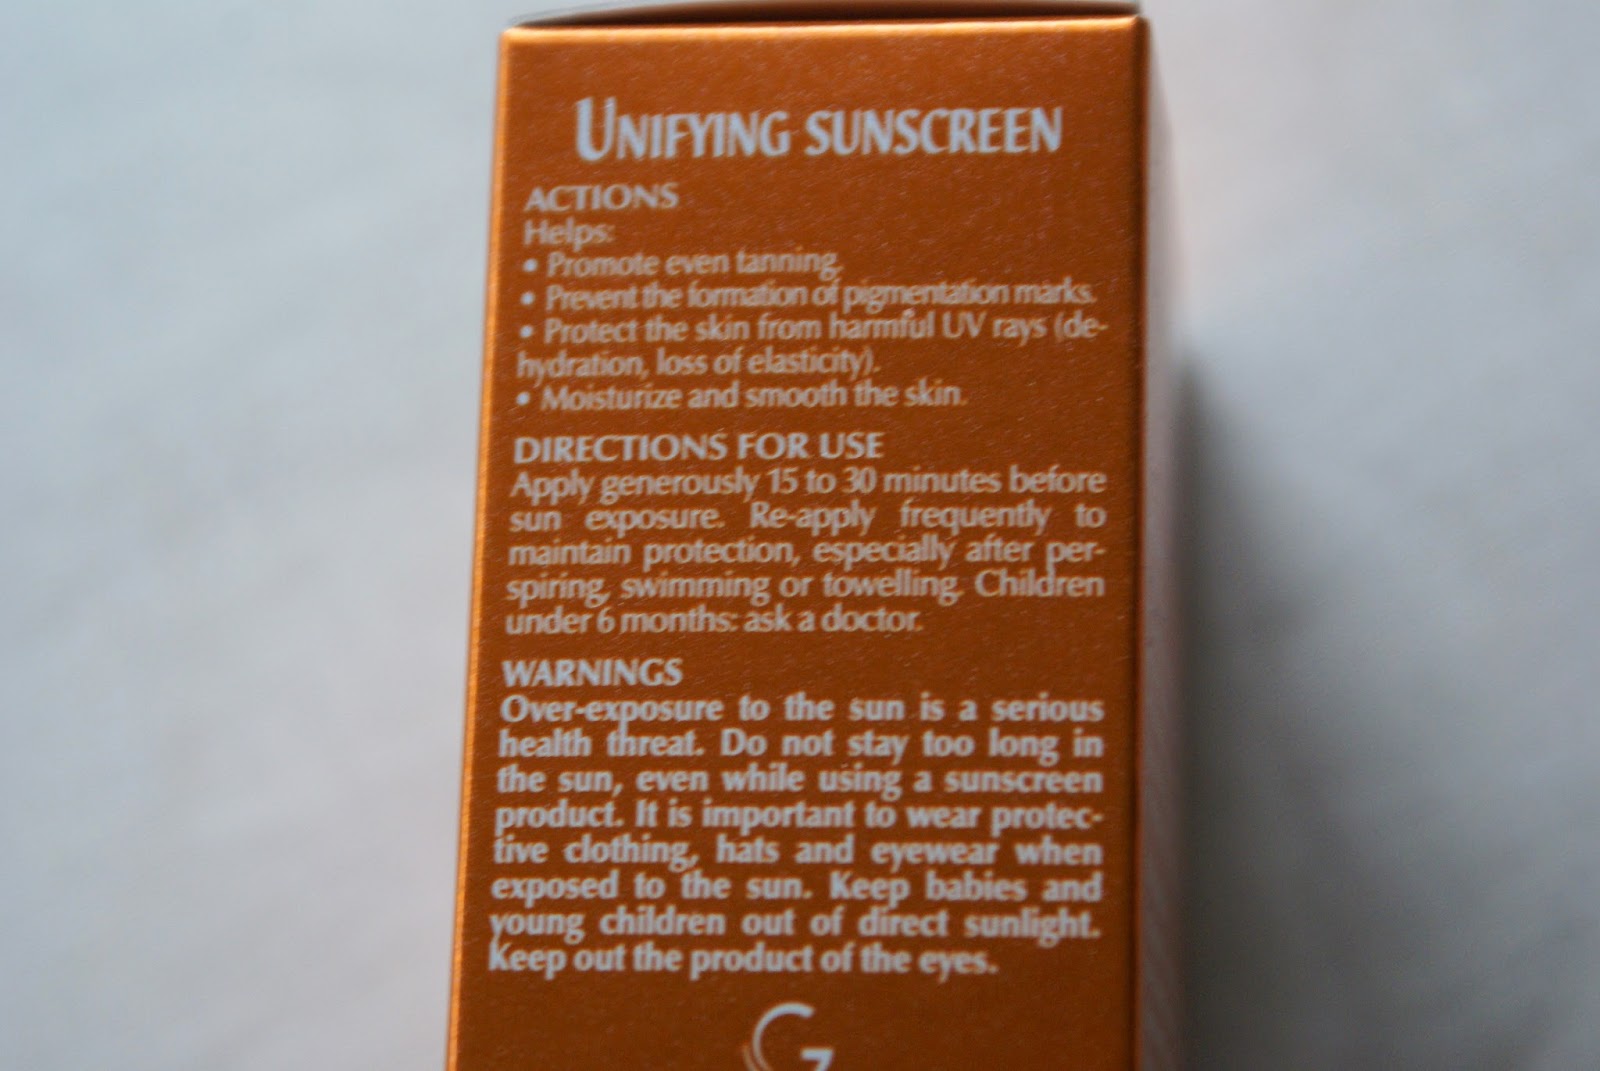 UNIFYING SUNSCREEN
ACTIONS
Helps:
• Promote even tanning.
• Prevent the formation of pigmentation marks.
• Protect the skin from harmful UV rays (de-
hydration, loss of elasticity).
• Moisturize and smooth the skin.
DIRECTIONS FOR USE
Apply generously 15 to 30 minutes before
sun exposure. Re-apply frequently to
maintain protection, especially after per-
spiring, swimming or towelling. Children
under 6 months: ask a doctor.
WARNINGS
Over-exposure to the sun is a serious
health threat. Do not stay too long in
the sun, even while using a sunscreen
product. It is important to wear protec-
tive clothing, hats and eyewear when
exposed to the sun. Keep babies and
young children out of direct sunlight.
Keep out the product of the eyes.
G